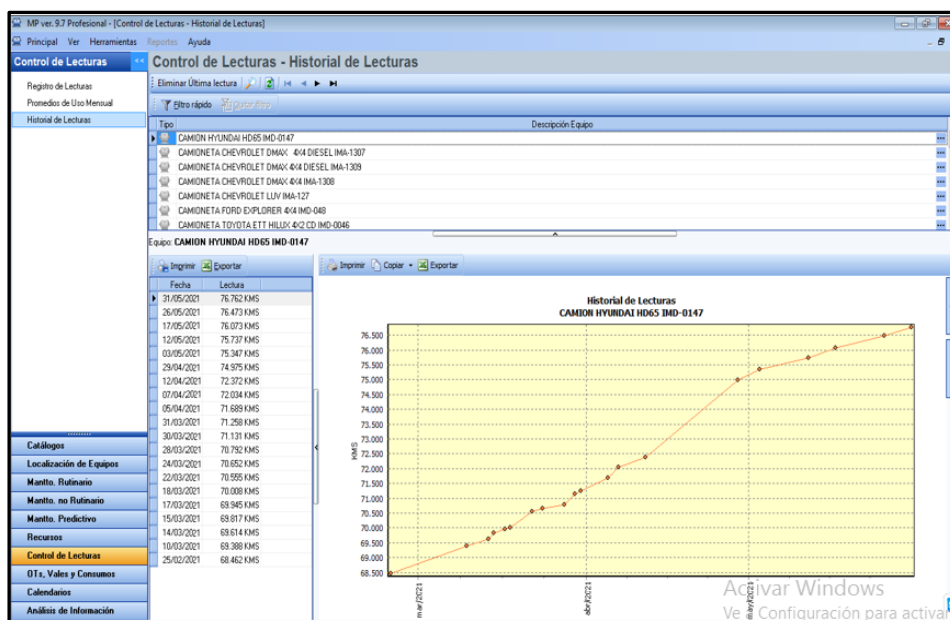 MP ver. 9.7 Profesional - [Control de Lecturas - Historial de Lecturas]
Principal Ver Herramientas Reportes Ayuda
Control de Lecturas <<
Control de Lecturas - Historial de Lecturas
Registro de Lecturas
Promedios de Uso Mensual
Historial de Lecturas
Eliminar Última lectura
Filtro rápido Quitar filtro
Tipo Descripción Equipo
CAMION HYUNDAI HD65 IMD-0147
CAMIONETA CHEVROLET DMAX 4X4 DIESEL IMA-1307
CAMIONETA CHEVROLET DMAX 4X4 DIESEL IMA-1309
CAMIONETA CHEVROLET DMAX 4X4 IMA-1308
CAMIONETA CHEVROLET LUV IMA-127
CAMIONETA FORD EXPLORER 4X4 IMD-048
CAMIONETA TOYOTA ETT HILUX 4X2 CD IMD-0046
Equipo: CAMION HYUNDAI HD65 IMD-0147
Imprimir Exportar
Imprimir Copiar Exportar
Fecha Lectura
31/05/2021 76.762 KMS
26/05/2021 76.473 KMS
17/05/2021 76.073 KMS
12/05/2021 75.737 KMS
03/05/2021 75.347 KMS
29/04/2021 74.975 KMS
12/04/2021 72.372 KMS
07/04/2021 72.034 KMS
05/04/2021 71.689 KMS
31/03/2021 71.258 KMS
30/03/2021 71.131 KMS
28/03/2021 70.792 KMS
24/03/2021 70.652 KMS
22/03/2021 70.555 KMS
18/03/2021 70.008 KMS
17/03/2021 69.945 KMS
15/03/2021 69.817 KMS
14/03/2021 69.614 KMS
10/03/2021 69.388 KMS
25/02/2021 68.462 KMS
Historial de Lecturas
CAMION HYUNDAI HD65 IMD-0147
76.500
76.000
75.500
75.000
74.500
74.000
73.500
73.000
72.500
72.000
71.500
71.000
70.500
70.000
69.500
69.000
68.500
KMS
mar/2021
abr/2021
may/2021
Catálogos
Localización de Equipos
Mantto. Rutinario
Mantto. no Rutinario
Mantto. Predictivo
Recursos
Control de Lecturas
OTs, Vales y Consumos
Calendarios
Análisis de Información
Activar Windows
Ve a Configuración para activar